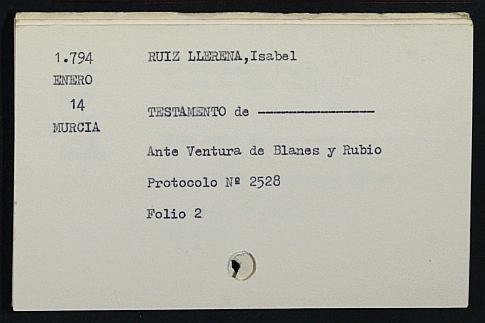 1.794 RUIZ LLERENA,Isabel
ENERO
14 TESTAMENTO de ---------------
MURCIA
Ante Ventura de Blanes y Rubio
Protocolo Nº 2528
Folio 2